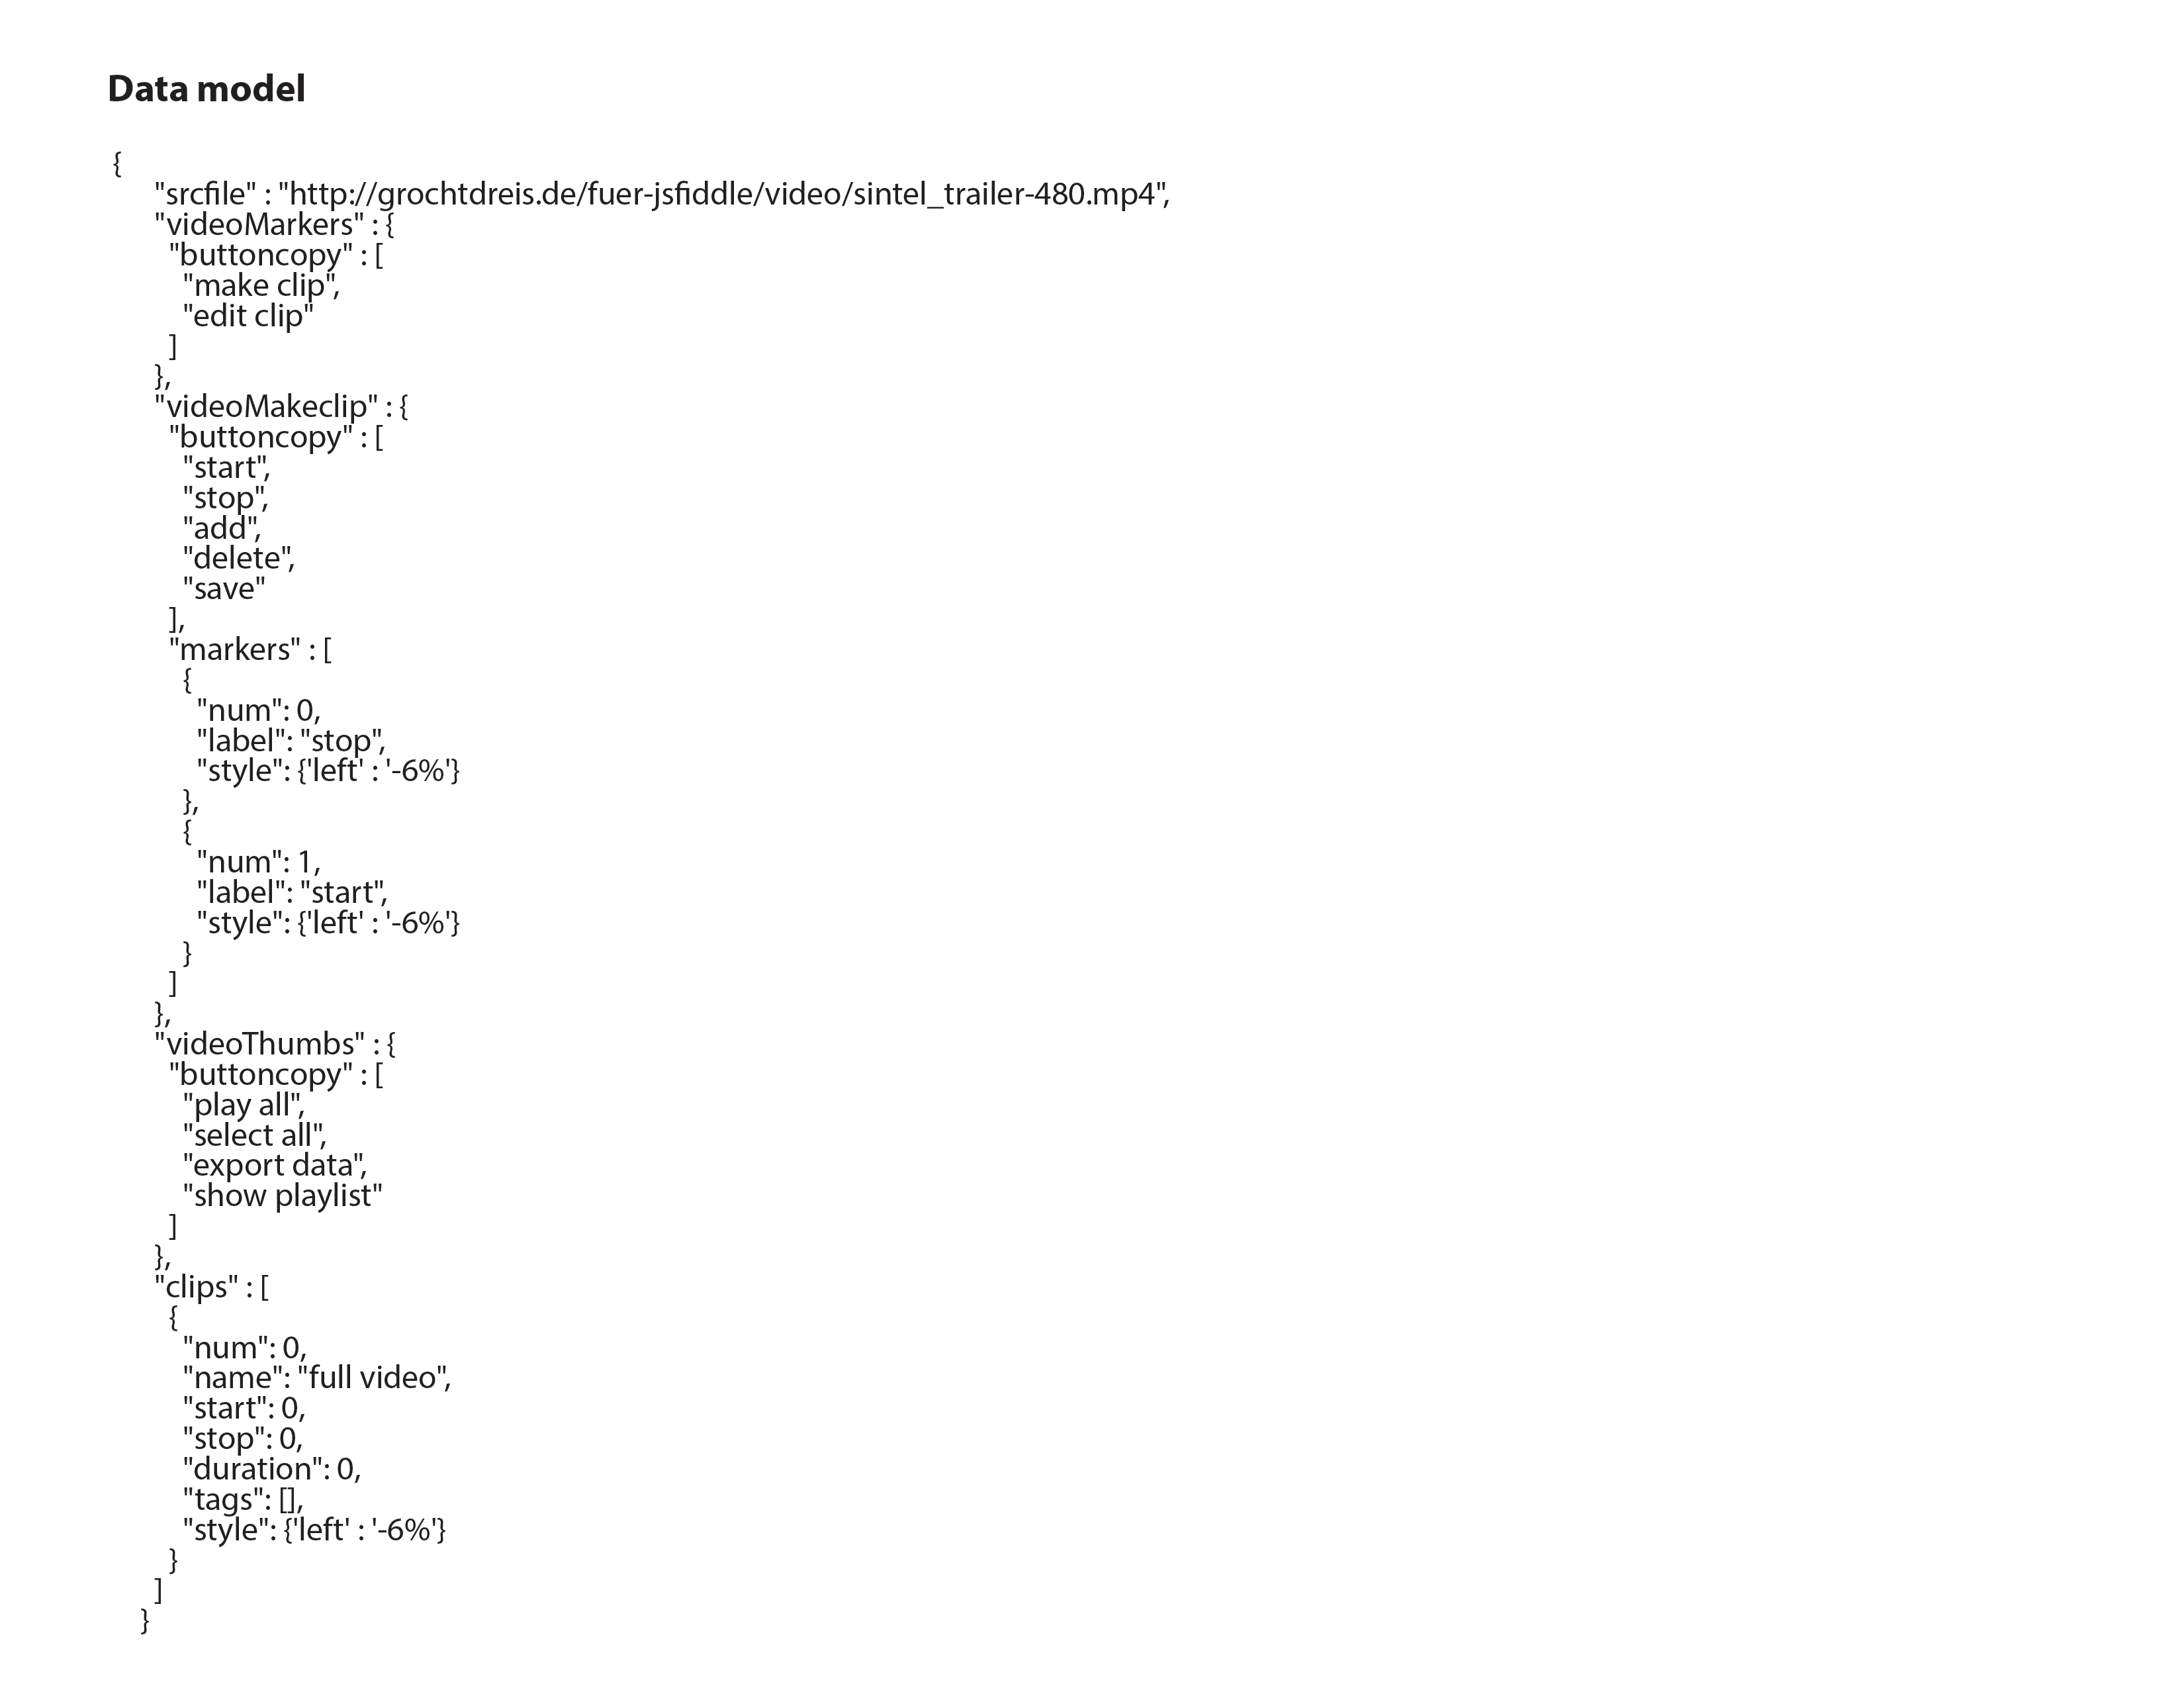 Data model
{
"srcfile" : "http://grochtdreis.de/fuer-jsfiddle/video/sintel_trailer-480.mp4",
"videoMarkers" : {
"buttoncopy" : [
"make clip",
"edit clip"
]
},
"videoMakeclip" : {
"buttoncopy" : [
"start",
"stop",
"add",
"delete",
"save"
],
"markers" : [
{
"num": 0,
"label": "stop",
"style": {'left' : '-6%'}
},
{
"num": 1,
"label": "start",
"style": {'left' : '-6%'}
}
]
},
"videoThumbs" : {
"buttoncopy" : [
"play all",
"select all",
"export data",
"show playlist"
]
},
"clips" : [
{
"num": 0,
"name": "full video",
"start": 0,
"stop": 0,
"duration": 0,
"tags": [],
"style": {'left' : '-6%'}
}
]
}